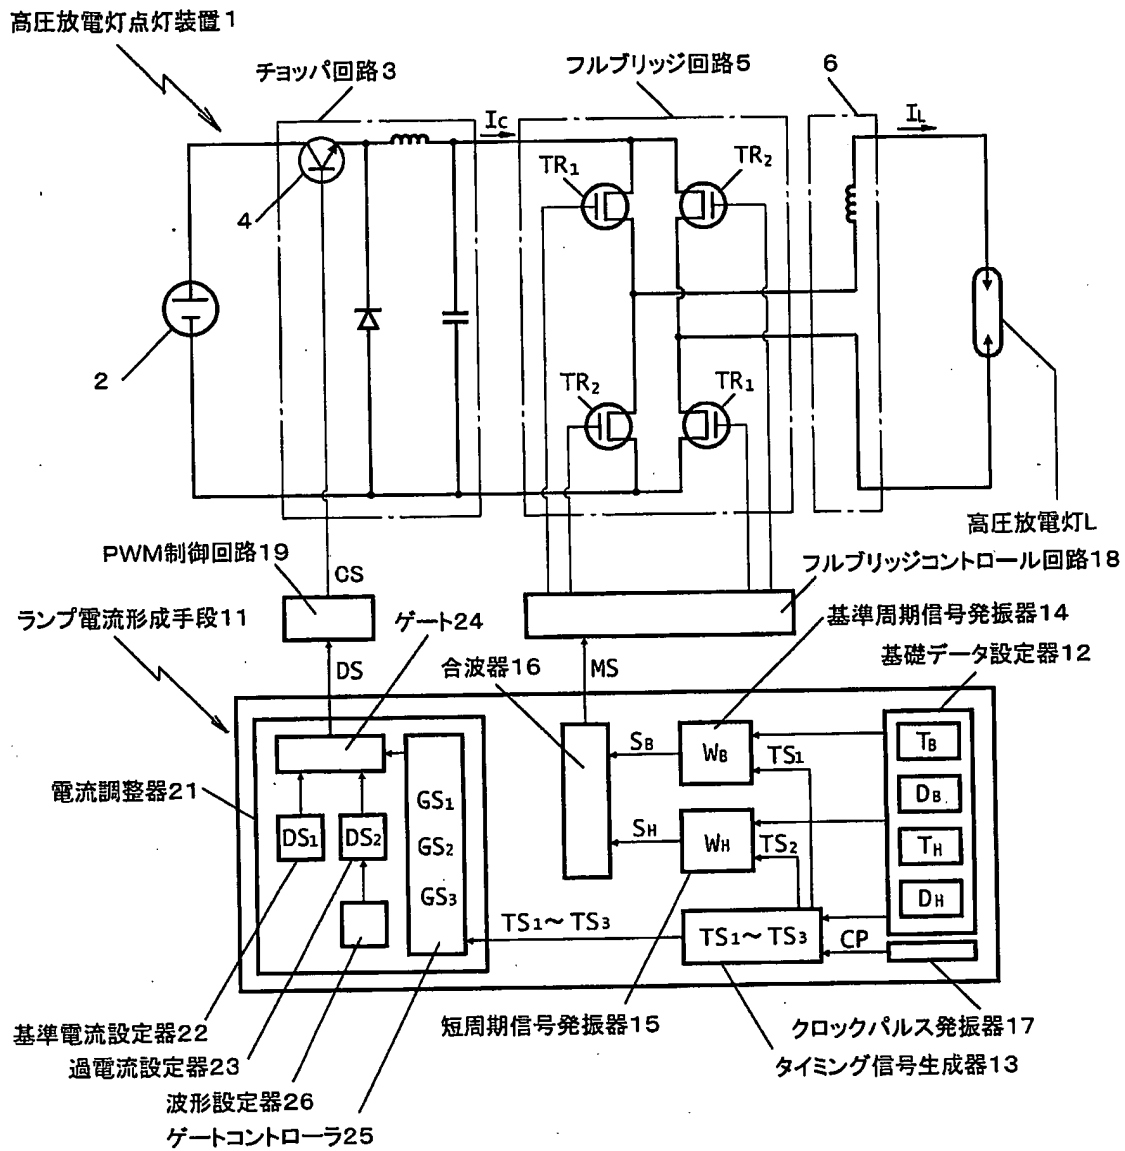 高圧放電灯点灯装置1
チョッパ回路3
フルブリッジ回路5
6
IC
IL
TR1
TR2
4
2
TR2
TR1
高圧放電灯L
PWM制御回路19
CS
フルブリッジコントロール回路18
ランプ電流形成手段11
ゲート24
基準周期信号発振器14
DS
合波器16
MS
基礎データ設定器12
SB
WB
TS1
TB
電流調整器21
GS1
DB
DS1
DS2
GS2
SH
WH
TS2
TH
GS3
DH
TS1～TS3
TS1～TS3
CP
基準電流設定器22
短周期信号発振器15
クロックパルス発振器17
過電流設定器23
タイミング信号生成器13
波形設定器26
ゲートコントローラ25